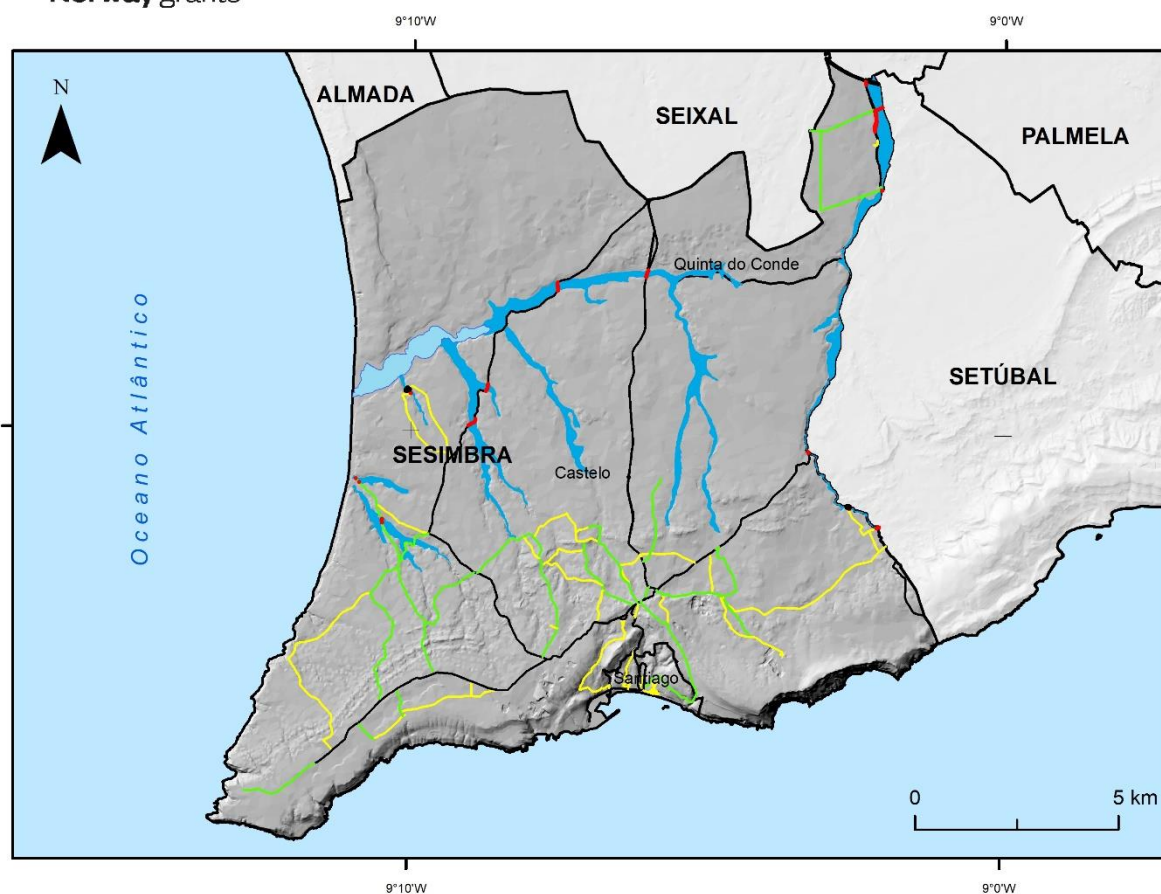 Norway grants
9°10'W
9°0'W
N
ALMADA
SEIXAL
PALMELA
Quinta do Conde
Oceano Atlântico
SETÚBAL
SESIMBRA
Castelo
Santiago
0 5 km
9°10'W
9°0'W